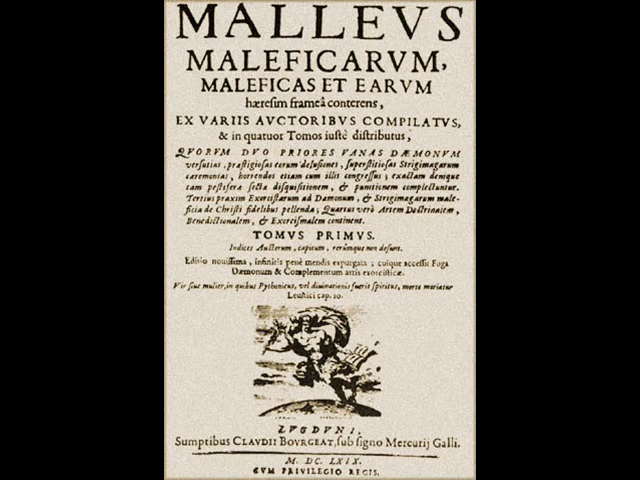 MALLEVS
MALEFICARVM,
MALEFICAS ET EARVM
hæresim frameâ conterens,
EX VARIIS AVCTORIBVS COMPILATVS,
& in quatuor Tomos iustè distributus,
QVORVM DVO PRIORES VANAS DÆMONVM
versutias, præstigiosas eorum delusiones, superstitiosas Strigimagarum
cæremonias, horrendos etiam cum illis congressus; exactam denique
tam pestiferæ sectæ disquisitionem, & punitionem complectuntur.
Tertius praxim Exorcistarum ad Dæmonum, & Strigimagarum male-
ficia de Christi fidelibus pellenda; Quartus verò Artem Doctrinalem,
Benedictionalem, & Exorcismalem continent.
TOMVS PRIMVS.
Indices Auctorum, capitum, rerúmque non desunt.
Editio nouissima, infinitis penè mendis expurgata; cuique accessit Fuga
Dæmonum & Complementum artis exorcisticæ.
Vir siue mulier, in quibus Pythonicus, vel diuinationis fuerit spiritus, morte moriatur
Leuitici cap. 20.
LVGDVNI,
Sumptibus CLAVDII BOVRGEAT, sub signo Mercurij Galli.
M. DC. LXIX.
CVM PRIVILEGIO REGIS.